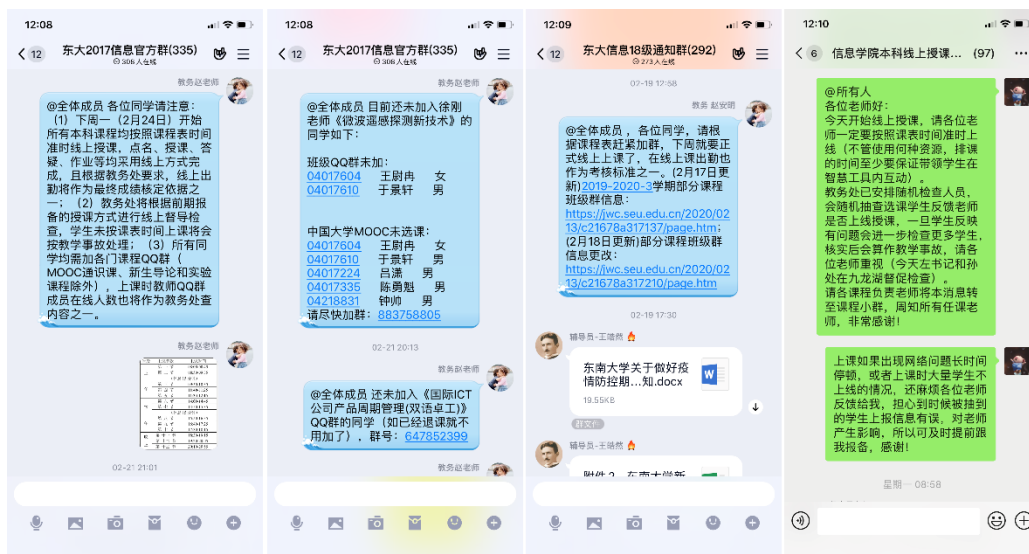 12:08
12
东大2017信息官方群(335)
308人在线
教务赵老师
@全体成员 各位同学请注意：
（1）下周一（2月24日）开始
所有本科课程均按照课程表时间
准时线上授课，点名、授课、答
疑、作业等均采用线上方式完
成，且根据教务处要求，线上出
勤将作为最终成绩核定依据之
一；（2）教务处将根据前期报
备的授课方式进行线上督导检
查，学生未按课表时间上课将会
按教学事故处理；（3）所有同
学均需加各门课程QQ群（
MOOC通识课、新生导论和实验
课程除外），上课时教师QQ群
成员在线人数也将作为教务处查
内容之一。
教务赵老师
02-21 21:01
12:08
12
东大2017信息官方群(335)
308人在线
教务赵老师
@全体成员 目前还未加入徐刚
老师《微波遥感探测新技术》的
同学如下：
班级QQ群未加：
04017604 王尉冉 女
04017610 于景轩 男
中国大学MOOC未选课：
04017604 王尉冉 女
04017610 于景轩 男
04017224 吕潇 男
04017335 陈勇魁 男
04218831 钟帅 男
请尽快加群：883758805
02-21 20:13
教务赵老师
@全体成员 还未加入《国际ICT
公司产品周期管理(双语卓工)》
QQ群的同学（如已经退课就不
用加了），群号：647852399
教务赵老师
12:09
12
东大信息18级通知群(292)
273人在线
02-19 12:58
教务 赵安明
@全体成员 ，各位同学，请根
据课程表赶紧加群，下周就要正
式线上上课了，在线上课出勤也
作为考核标准之一。(2月17日更
新)2019-2020-3学期部分课程
班级群信息：
https://jwc.seu.edu.cn/2020/02
13/c21678a317137/page.htm；
(2月18日更新)部分课程班级群
信息更改：
https://jwc.seu.edu.cn/2020/02
13/c21678a317210/page.htm
02-19 17:30
辅导员-王皓然
东南大学关于做好疫
情防控期...知.docx
19.55KB
群文件
辅导员-王皓然
附件2 东南大学新
12:10
6
信息学院本科线上授课... (97)
@所有人
各位老师好：
今天开始线上授课，请各位老
师一定要按照课表时间准时上
线（不管使用何种资源，排课
的时间至少要保证带领学生在
智慧工具内互动）。
教务处已安排随机检查人员，
会随机抽查选课学生反馈老师
是否上线授课，一旦学生反映
有问题会进一步检查更多学生，
核实后会算作教学事故，请各
位老师重视（今天左书记和孙
处在九龙湖督促检查）。
请各课程负责老师将本消息转
至课程小群，周知所有任课老
师，非常感谢！
上课如果出现网络问题长时间
停顿，或者上课时大量学生不
上线的情况，还麻烦各位老师
反馈给我，担心到时候被抽到
的学生上报信息有误，对老师
产生影响，所以可及时提前跟
我报备，感谢！
星期一 08:58